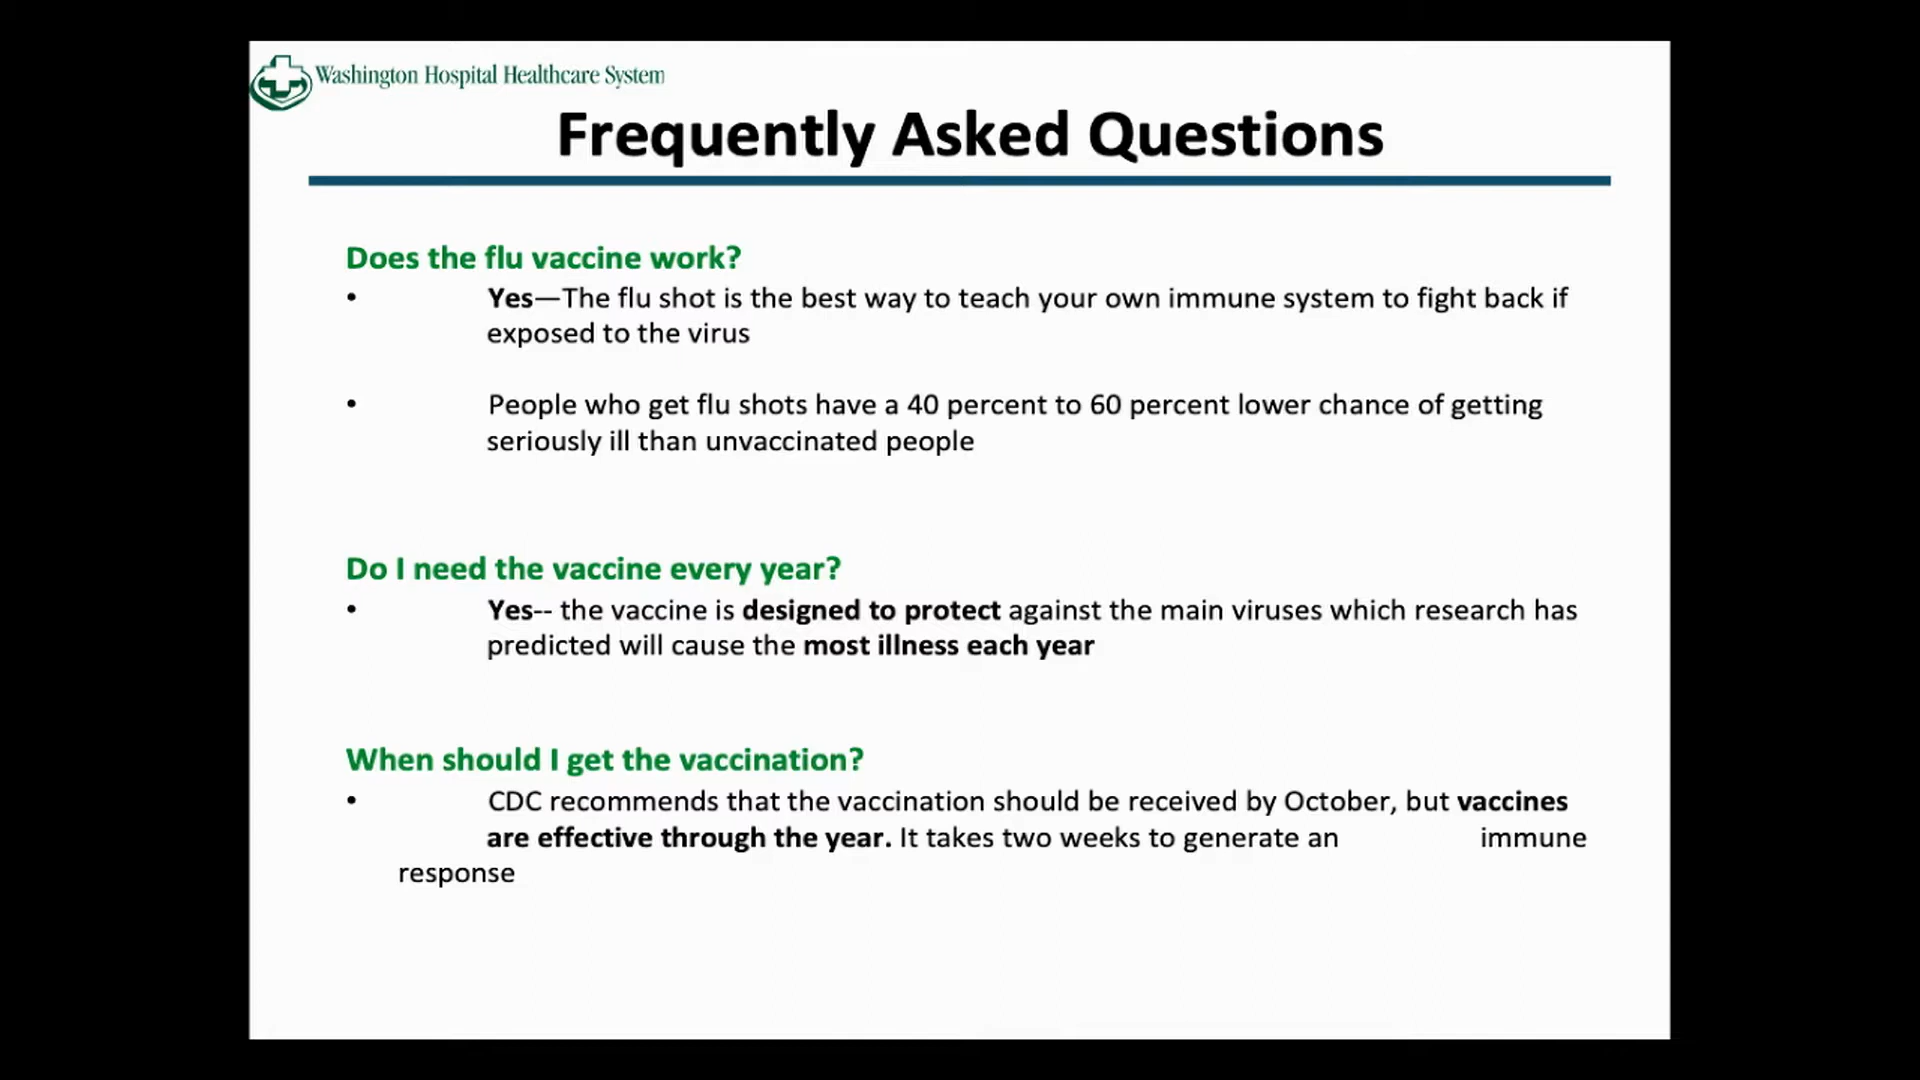 Washington Hospital Healthcare System
Frequently Asked Questions
Does the flu vaccine work?
• Yes—The flu shot is the best way to teach your own immune system to fight back if
exposed to the virus
• People who get flu shots have a 40 percent to 60 percent lower chance of getting
seriously ill than unvaccinated people
Do I need the vaccine every year?
• Yes-- the vaccine is designed to protect against the main viruses which research has
predicted will cause the most illness each year
When should I get the vaccination?
• CDC recommends that the vaccination should be received by October, but vaccines
are effective through the year. It takes two weeks to generate an immune
response